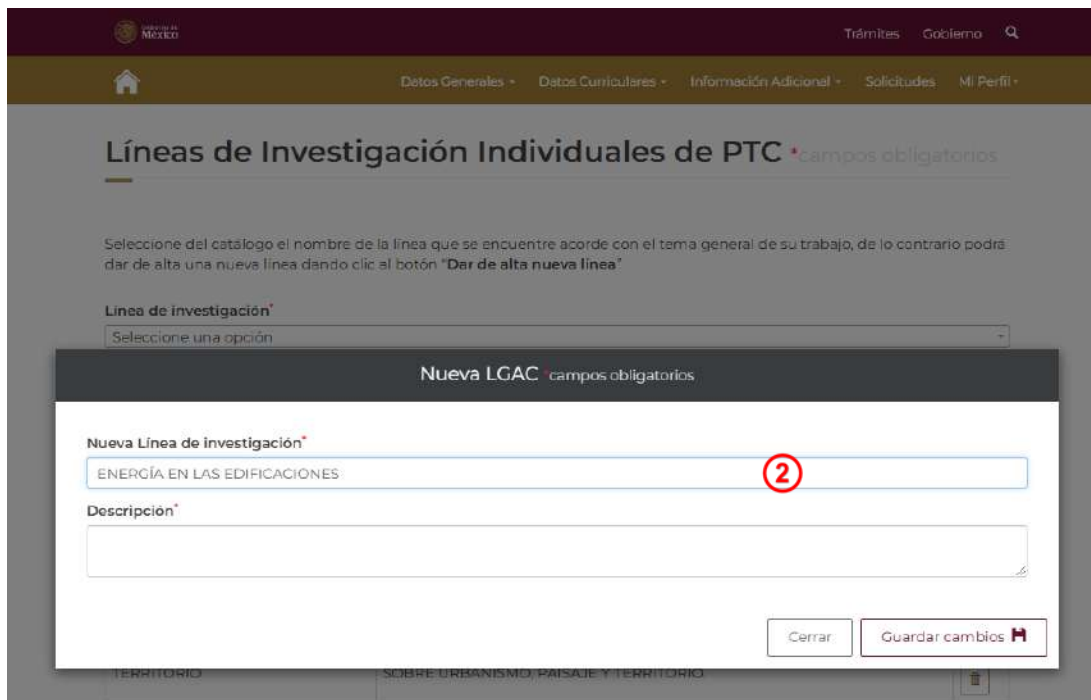 GOBIERNO DE
México
Trámites Gobierno
Datos Generales Datos Curriculares Información Adicional Solicitudes Mi Perfil
Líneas de Investigación Individuales de PTC *campos obligatorios
Seleccione del catálogo el nombre de la línea que se encuentre acorde con el tema general de su trabajo, de lo contrario podrá
dar de alta una nueva línea dando clic al botón "Dar de alta nueva línea"
Línea de investigación*
Seleccione una opción
Nueva LGAC *campos obligatorios
Nueva Línea de investigación*
ENERGÍA EN LAS EDIFICACIONES
2
Descripción*
Cerrar Guardar cambios
TERRITORIO SOBRE URBANISMO, PAISAJE Y TERRITORIO